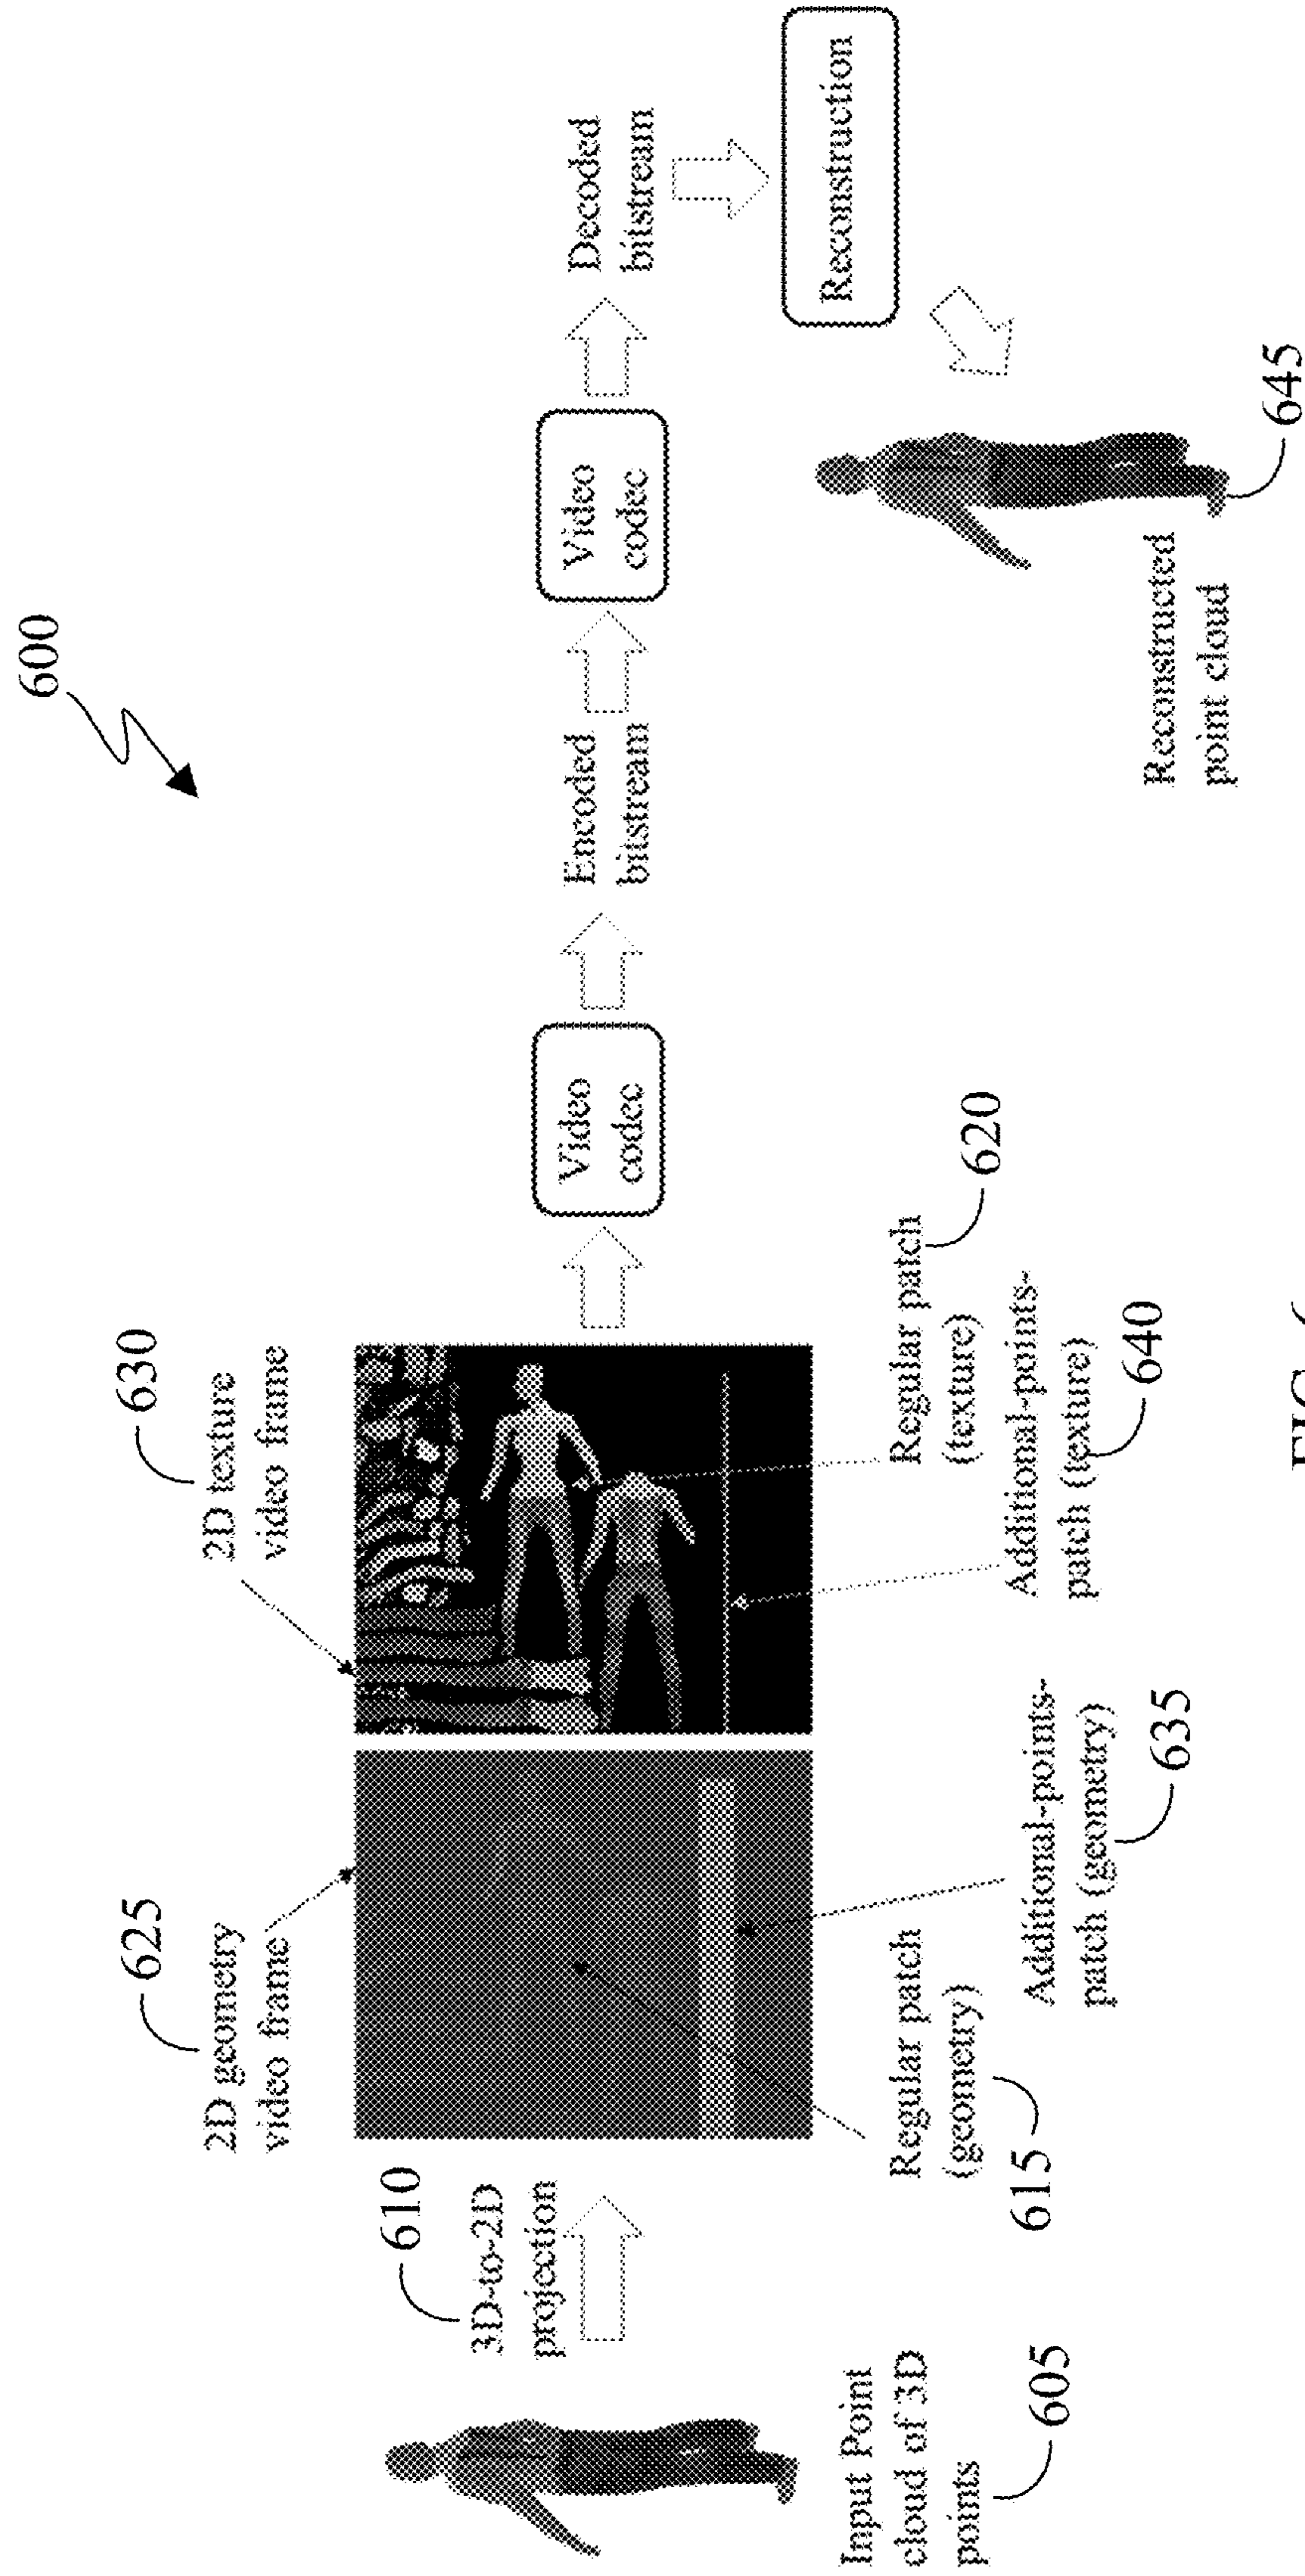 600
625
2D geometry
video frame
630
2D texture
video frame
610
3D-to-2D
projection
Video
codec
Encoded
bitstream
Video
codec
Decoded
bitstream
Reconstruction
Input Point
cloud of 3D
points
605
Regular patch
(geometry)
615
Additional-points-
patch (geometry)
635
Regular patch
(texture)
620
Additional-points-
patch (texture)
640
Reconstructed
point cloud
645